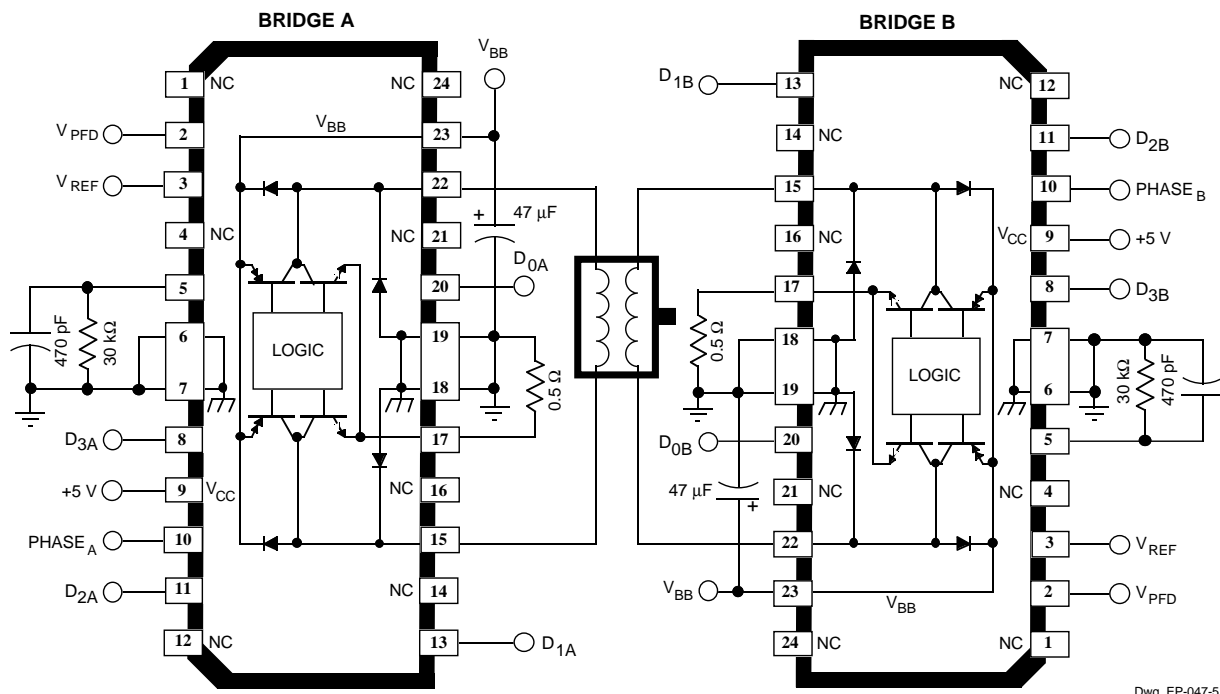 BRIDGE A
BRIDGE B
V_BB
1 NC
NC 24
V_PFD 2
V_BB 23
V_REF 3
22
4 NC
NC 21
+ 47 µF
D_0A
5
20
470 pF
30 kΩ
6
19
LOGIC
7
18
0.5 Ω
D_3A 8
17
+5 V 9 V_CC
NC 16
PHASE_A 10
15
D_2A 11
NC 14
12 NC
13 D_1A
D_1B 13
NC 12
14 NC
11 D_2B
15
10 PHASE_B
16 NC
V_CC 9 +5 V
17
8 D_3B
0.5 Ω
18
7
LOGIC
30 kΩ
470 pF
19
6
D_0B 20
5
47 µF
+
21 NC
NC 4
22
3 V_REF
V_BB 23 V_BB
2 V_PFD
24 NC
1
Dwg. EP-047-5